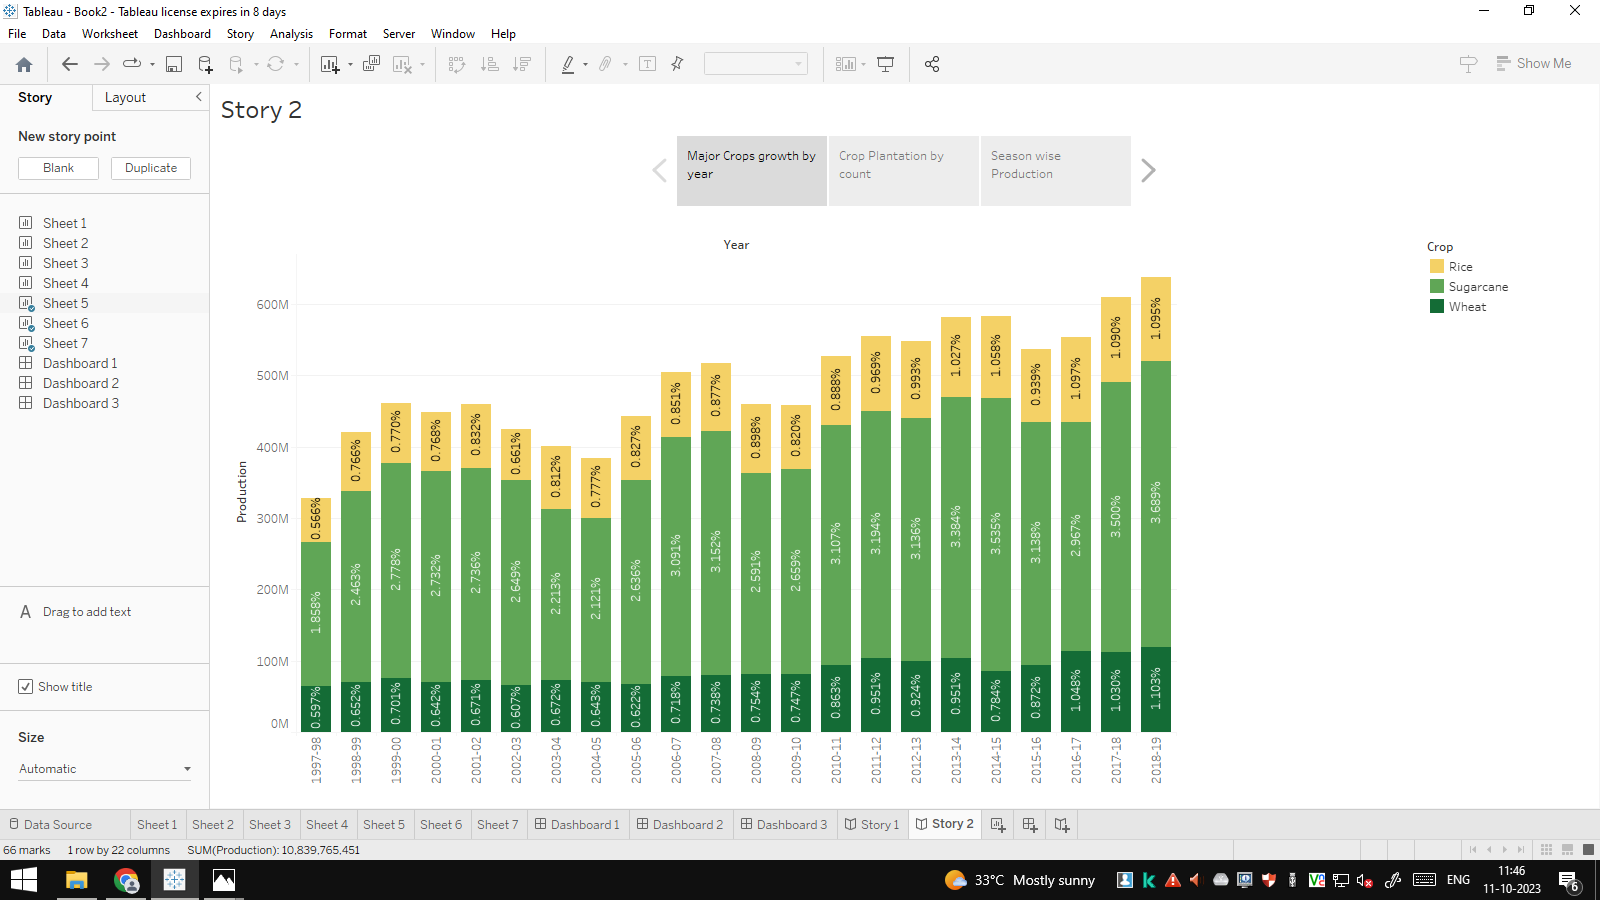 Tableau - Book2 - Tableau license expires in 8 days
File Data Worksheet Dashboard Story Analysis Format Server Window Help
Show Me
Story Layout
New story point
Blank Duplicate
Sheet 1
Sheet 2
Sheet 3
Sheet 4
Sheet 5
Sheet 6
Sheet 7
Dashboard 1
Dashboard 2
Dashboard 3
A Drag to add text
Show title
Size
Automatic
Story 2
Major Crops growth by
year
Crop Plantation by
count
Season wise
Production
Year
Production
600M
500M
400M
300M
200M
100M
0M
0.566% 0.766% 0.770% 0.768% 0.832% 0.661% 0.812% 0.777% 0.827% 0.851% 0.877% 0.898% 0.820% 0.888% 0.969% 0.993% 1.027% 1.058% 0.939% 1.097% 1.090% 1.095%
1.858% 2.463% 2.778% 2.732% 2.736% 2.649% 2.213% 2.121% 2.636% 3.091% 3.152% 2.591% 2.659% 3.107% 3.194% 3.136% 3.384% 3.535% 3.138% 2.967% 3.500% 3.689%
0.597% 0.652% 0.701% 0.642% 0.671% 0.607% 0.672% 0.643% 0.622% 0.718% 0.738% 0.754% 0.747% 0.863% 0.951% 0.924% 0.951% 0.784% 0.872% 1.048% 1.030% 1.103%
1997-98 1998-99 1999-00 2000-01 2001-02 2002-03 2003-04 2004-05 2005-06 2006-07 2007-08 2008-09 2009-10 2010-11 2011-12 2012-13 2013-14 2014-15 2015-16 2016-17 2017-18 2018-19
Crop
Rice
Sugarcane
Wheat
Data Source Sheet 1 Sheet 2 Sheet 3 Sheet 4 Sheet 5 Sheet 6 Sheet 7 Dashboard 1 Dashboard 2 Dashboard 3 Story 1 Story 2
66 marks 1 row by 22 columns SUM(Production): 10,839,765,451
33°C Mostly sunny
ENG
11:46
11-10-2023
6